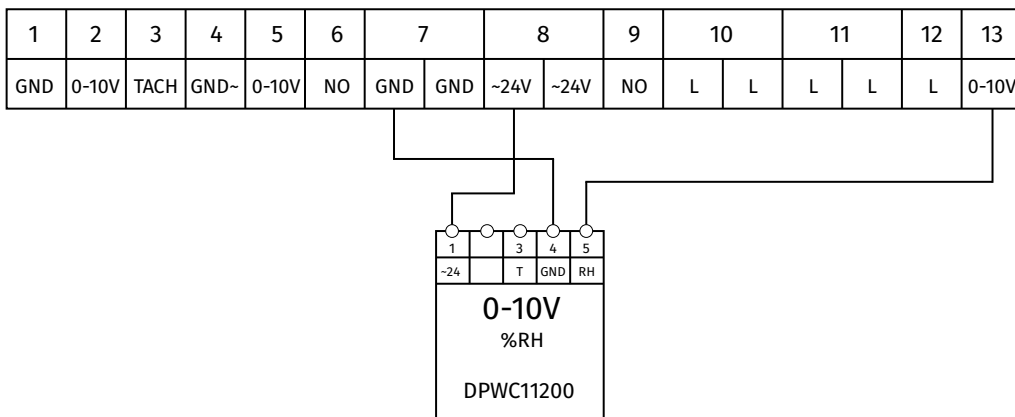 1 2 3 4 5 6 7 8 9 10 11 12 13
GND 0-10V TACH GND~ 0-10V NO GND GND ~24V ~24V NO L L L L L 0-10V
1 3 4 5
~24 T GND RH
0-10V
%RH
DPWC11200